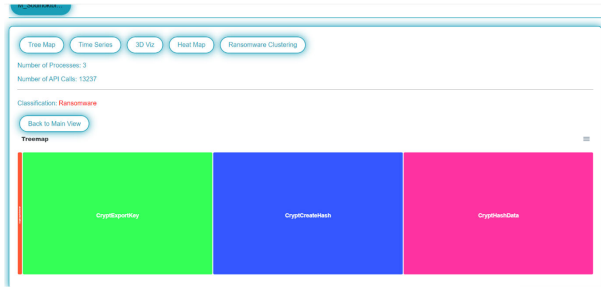 Tree Map Time Series 3D Viz Heat Map Ransomware Clustering
Number of Processes: 3
Number of API Calls: 13237
Classification: Ransomware
Back to Main View
Treemap
CryptExportKey CryptCreateHash CryptHashData